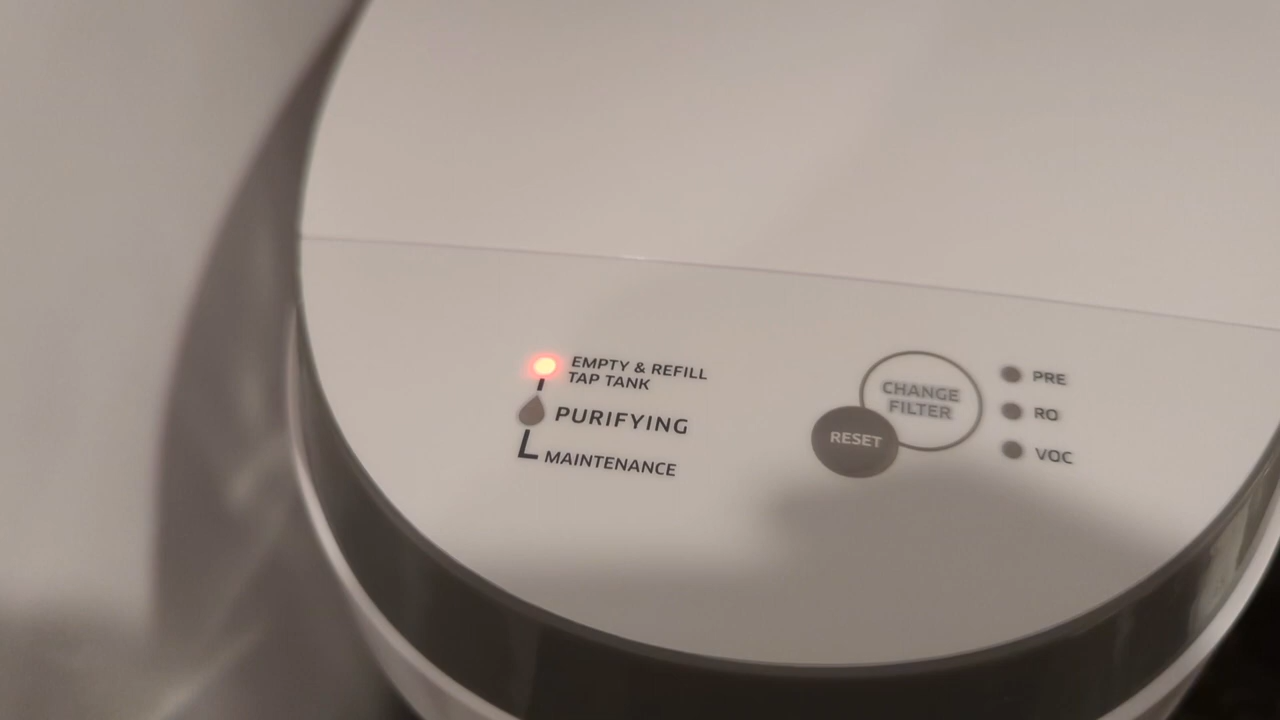 EMPTY & REFILL
TAP TANK
PURIFYING
MAINTENANCE
CHANGE
FILTER
RESET
PRE
RO
VOC